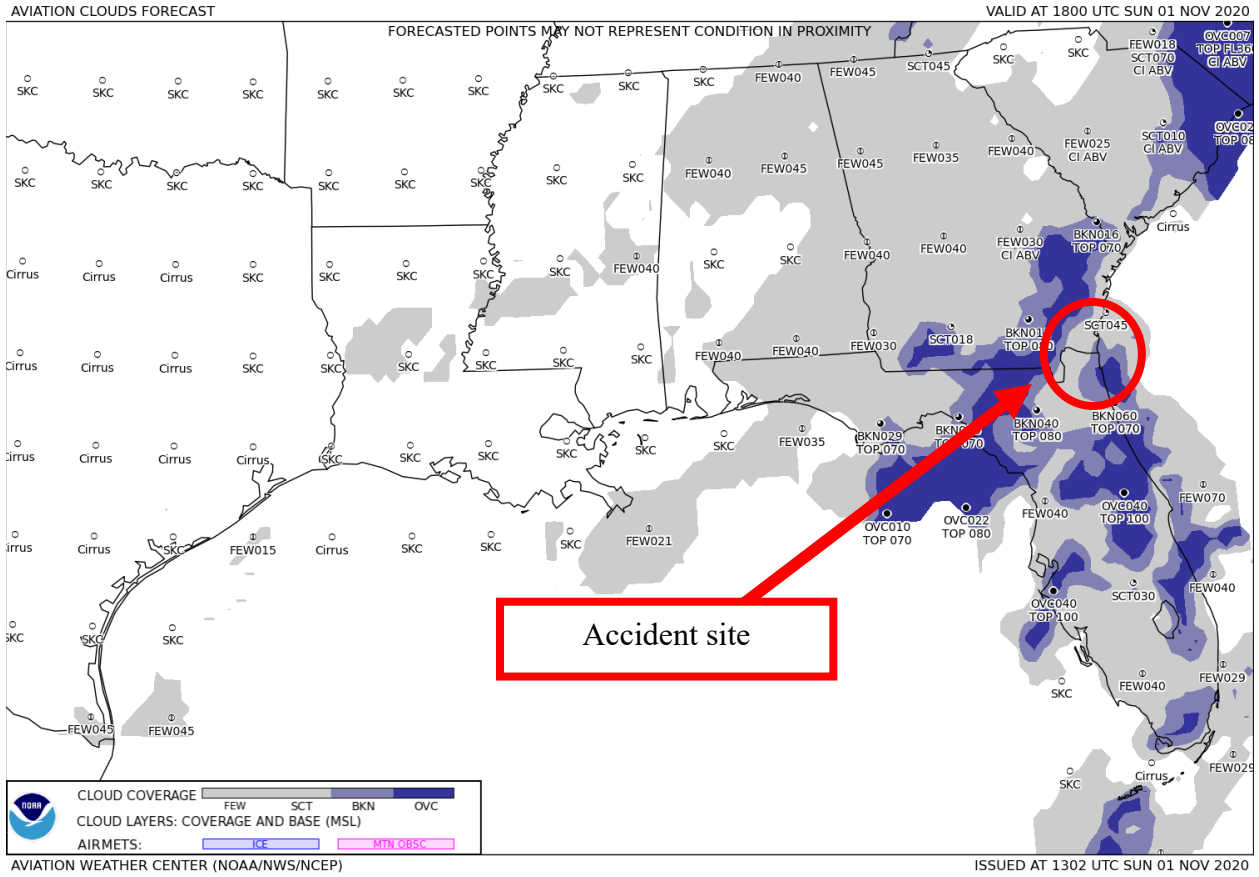 AVIATION CLOUDS FORECAST
VALID AT 1800 UTC SUN 01 NOV 2020
FORECASTED POINTS MAY NOT REPRESENT CONDITION IN PROXIMITY
SKC SKC SKC SKC SKC SKC SKC SKC SKC SKC FEW040 FEW045 SCT045 SKC SKC FEW018
SCT070
CI ABV
OVC007
TOP FL360
CI ABV
SKC SKC SKC SKC SKC SKC SKC SKC SKC FEW040 FEW045 FEW045 FEW035 FEW040 FEW025
CI ABV
SCT010
CI ABV
Cirrus Cirrus Cirrus SKC SKC SKC SKC SKC FEW040 SKC SKC FEW040 FEW040 FEW030
CI ABV
BKN016
TOP 070
Cirrus
Cirrus Cirrus Cirrus SKC SKC SKC SKC SKC SKC FEW040 FEW040 FEW030 SCT018
SCT045
Cirrus Cirrus Cirrus Cirrus SKC SKC SKC SKC SKC SKC FEW035 BKN029
TOP 070
BKN040
TOP 080
BKN060
TOP 070
Cirrus Cirrus SKC FEW015 Cirrus SKC SKC SKC FEW021 OVC010
TOP 070
OVC022
TOP 080
FEW040
OVC040
TOP 100
FEW070
SKC SKC SKC
OVC040
TOP 100
SCT030
FEW040
Accident site
FEW045 FEW045
SKC
FEW040
FEW029
SKC
Cirrus
FEW029
NOAA
CLOUD COVERAGE
FEW SCT BKN OVC
CLOUD LAYERS: COVERAGE AND BASE (MSL)
AIRMETS: ICE MTN OBSC
AVIATION WEATHER CENTER (NOAA/NWS/NCEP)
ISSUED AT 1302 UTC SUN 01 NOV 2020